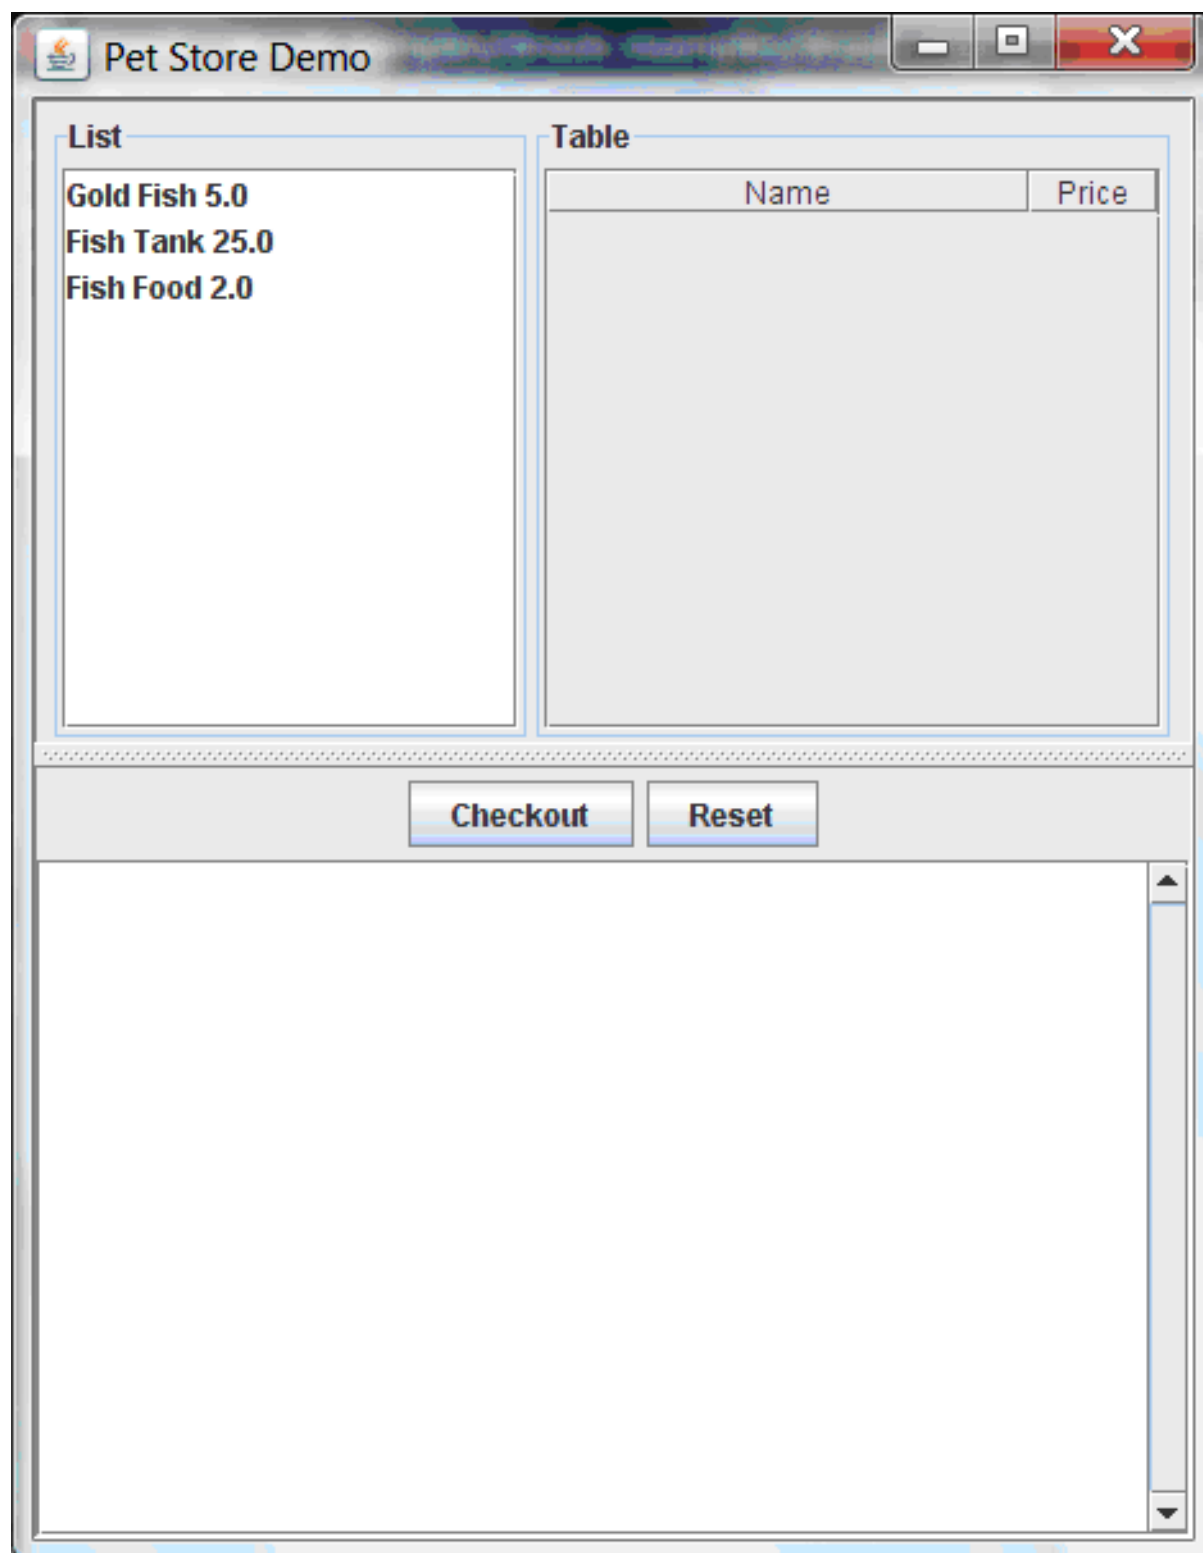 Pet Store Demo
List
Gold Fish 5.0
Fish Tank 25.0
Fish Food 2.0
Table
Name Price
Checkout Reset